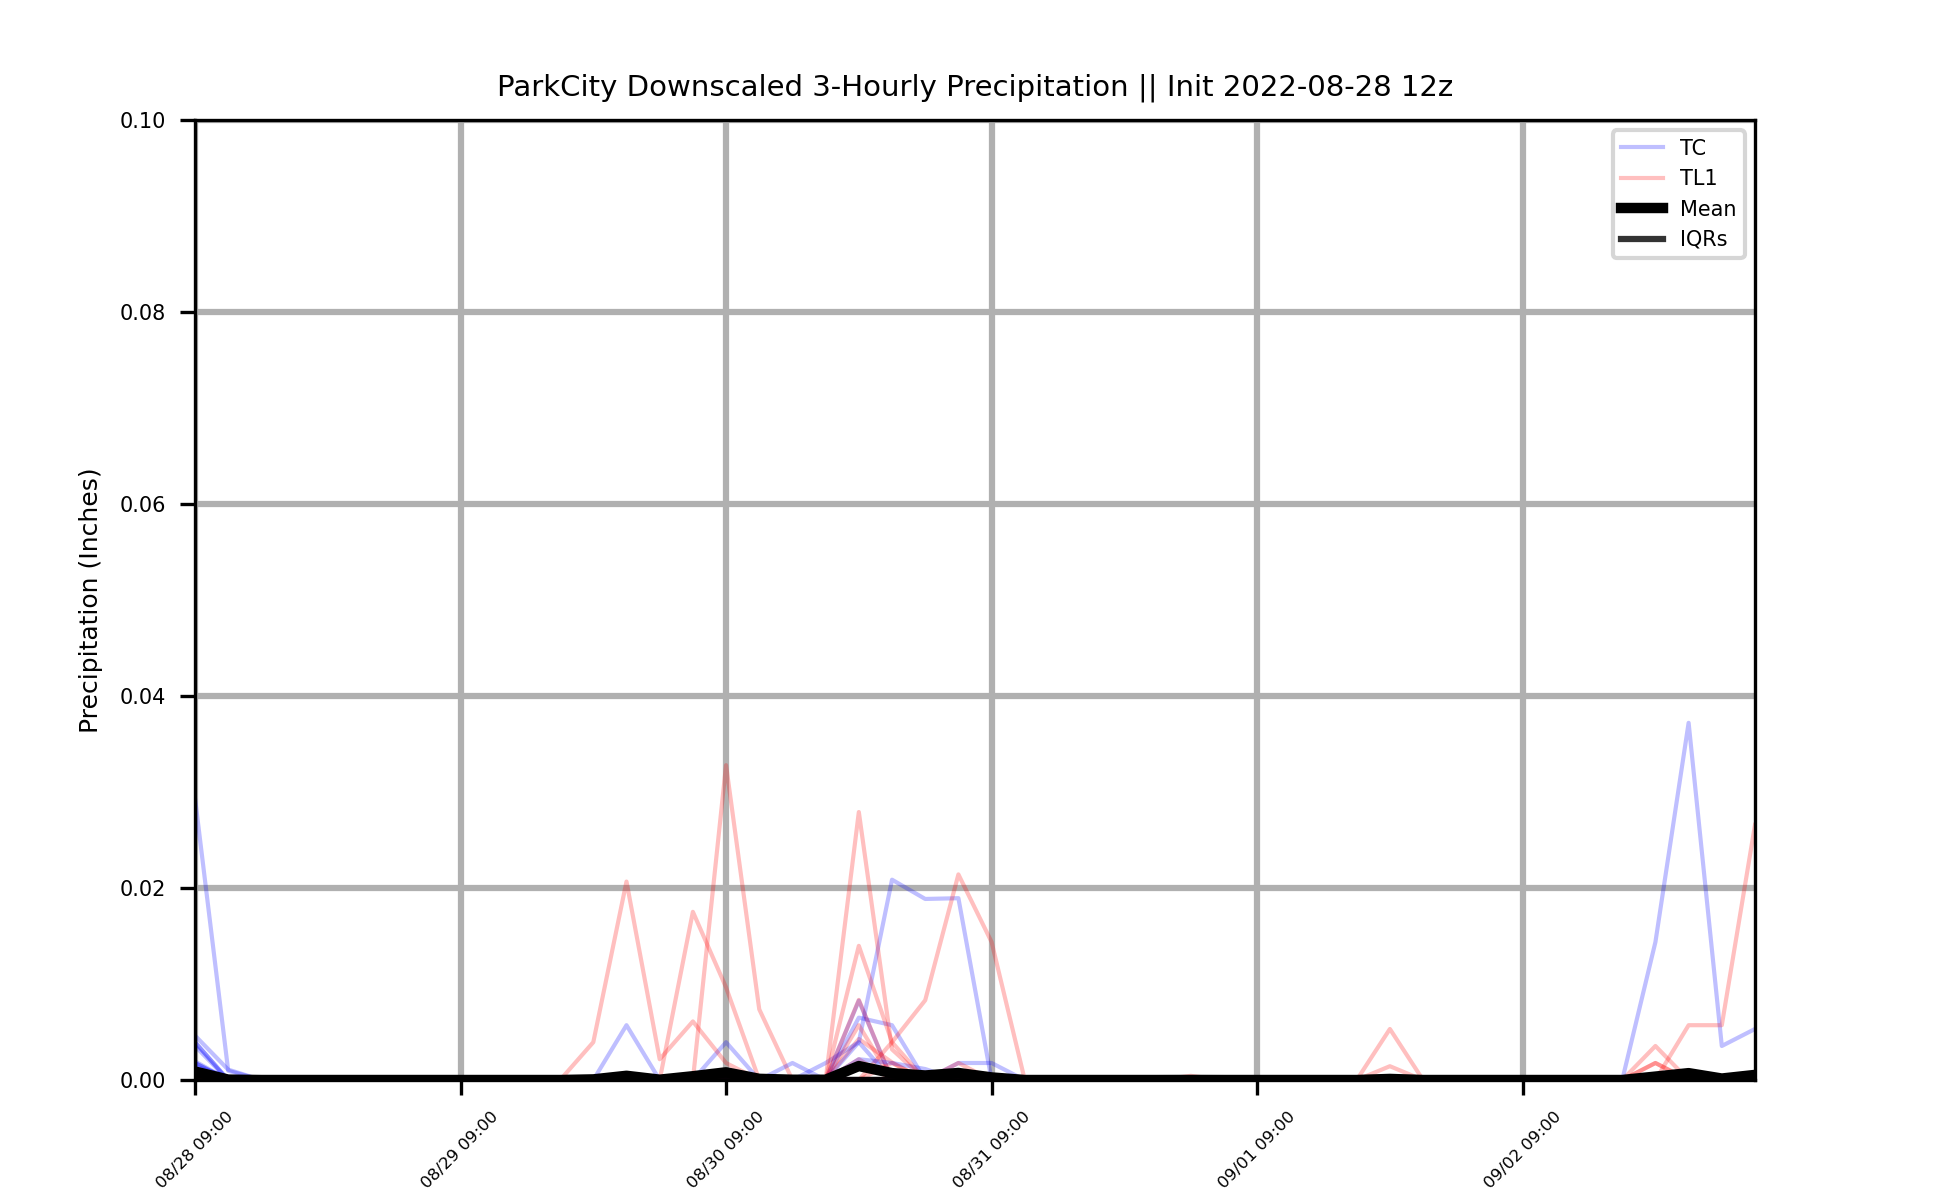 ParkCity Downscaled 3-Hourly Precipitation || Init 2022-08-28 12z
0.10
0.08
0.06
0.04
0.02
0.00
Precipitation (Inches)
TC
TL1
Mean
IQRs
08/28 09:00
08/29 09:00
08/30 09:00
08/31 09:00
09/01 09:00
09/02 09:00